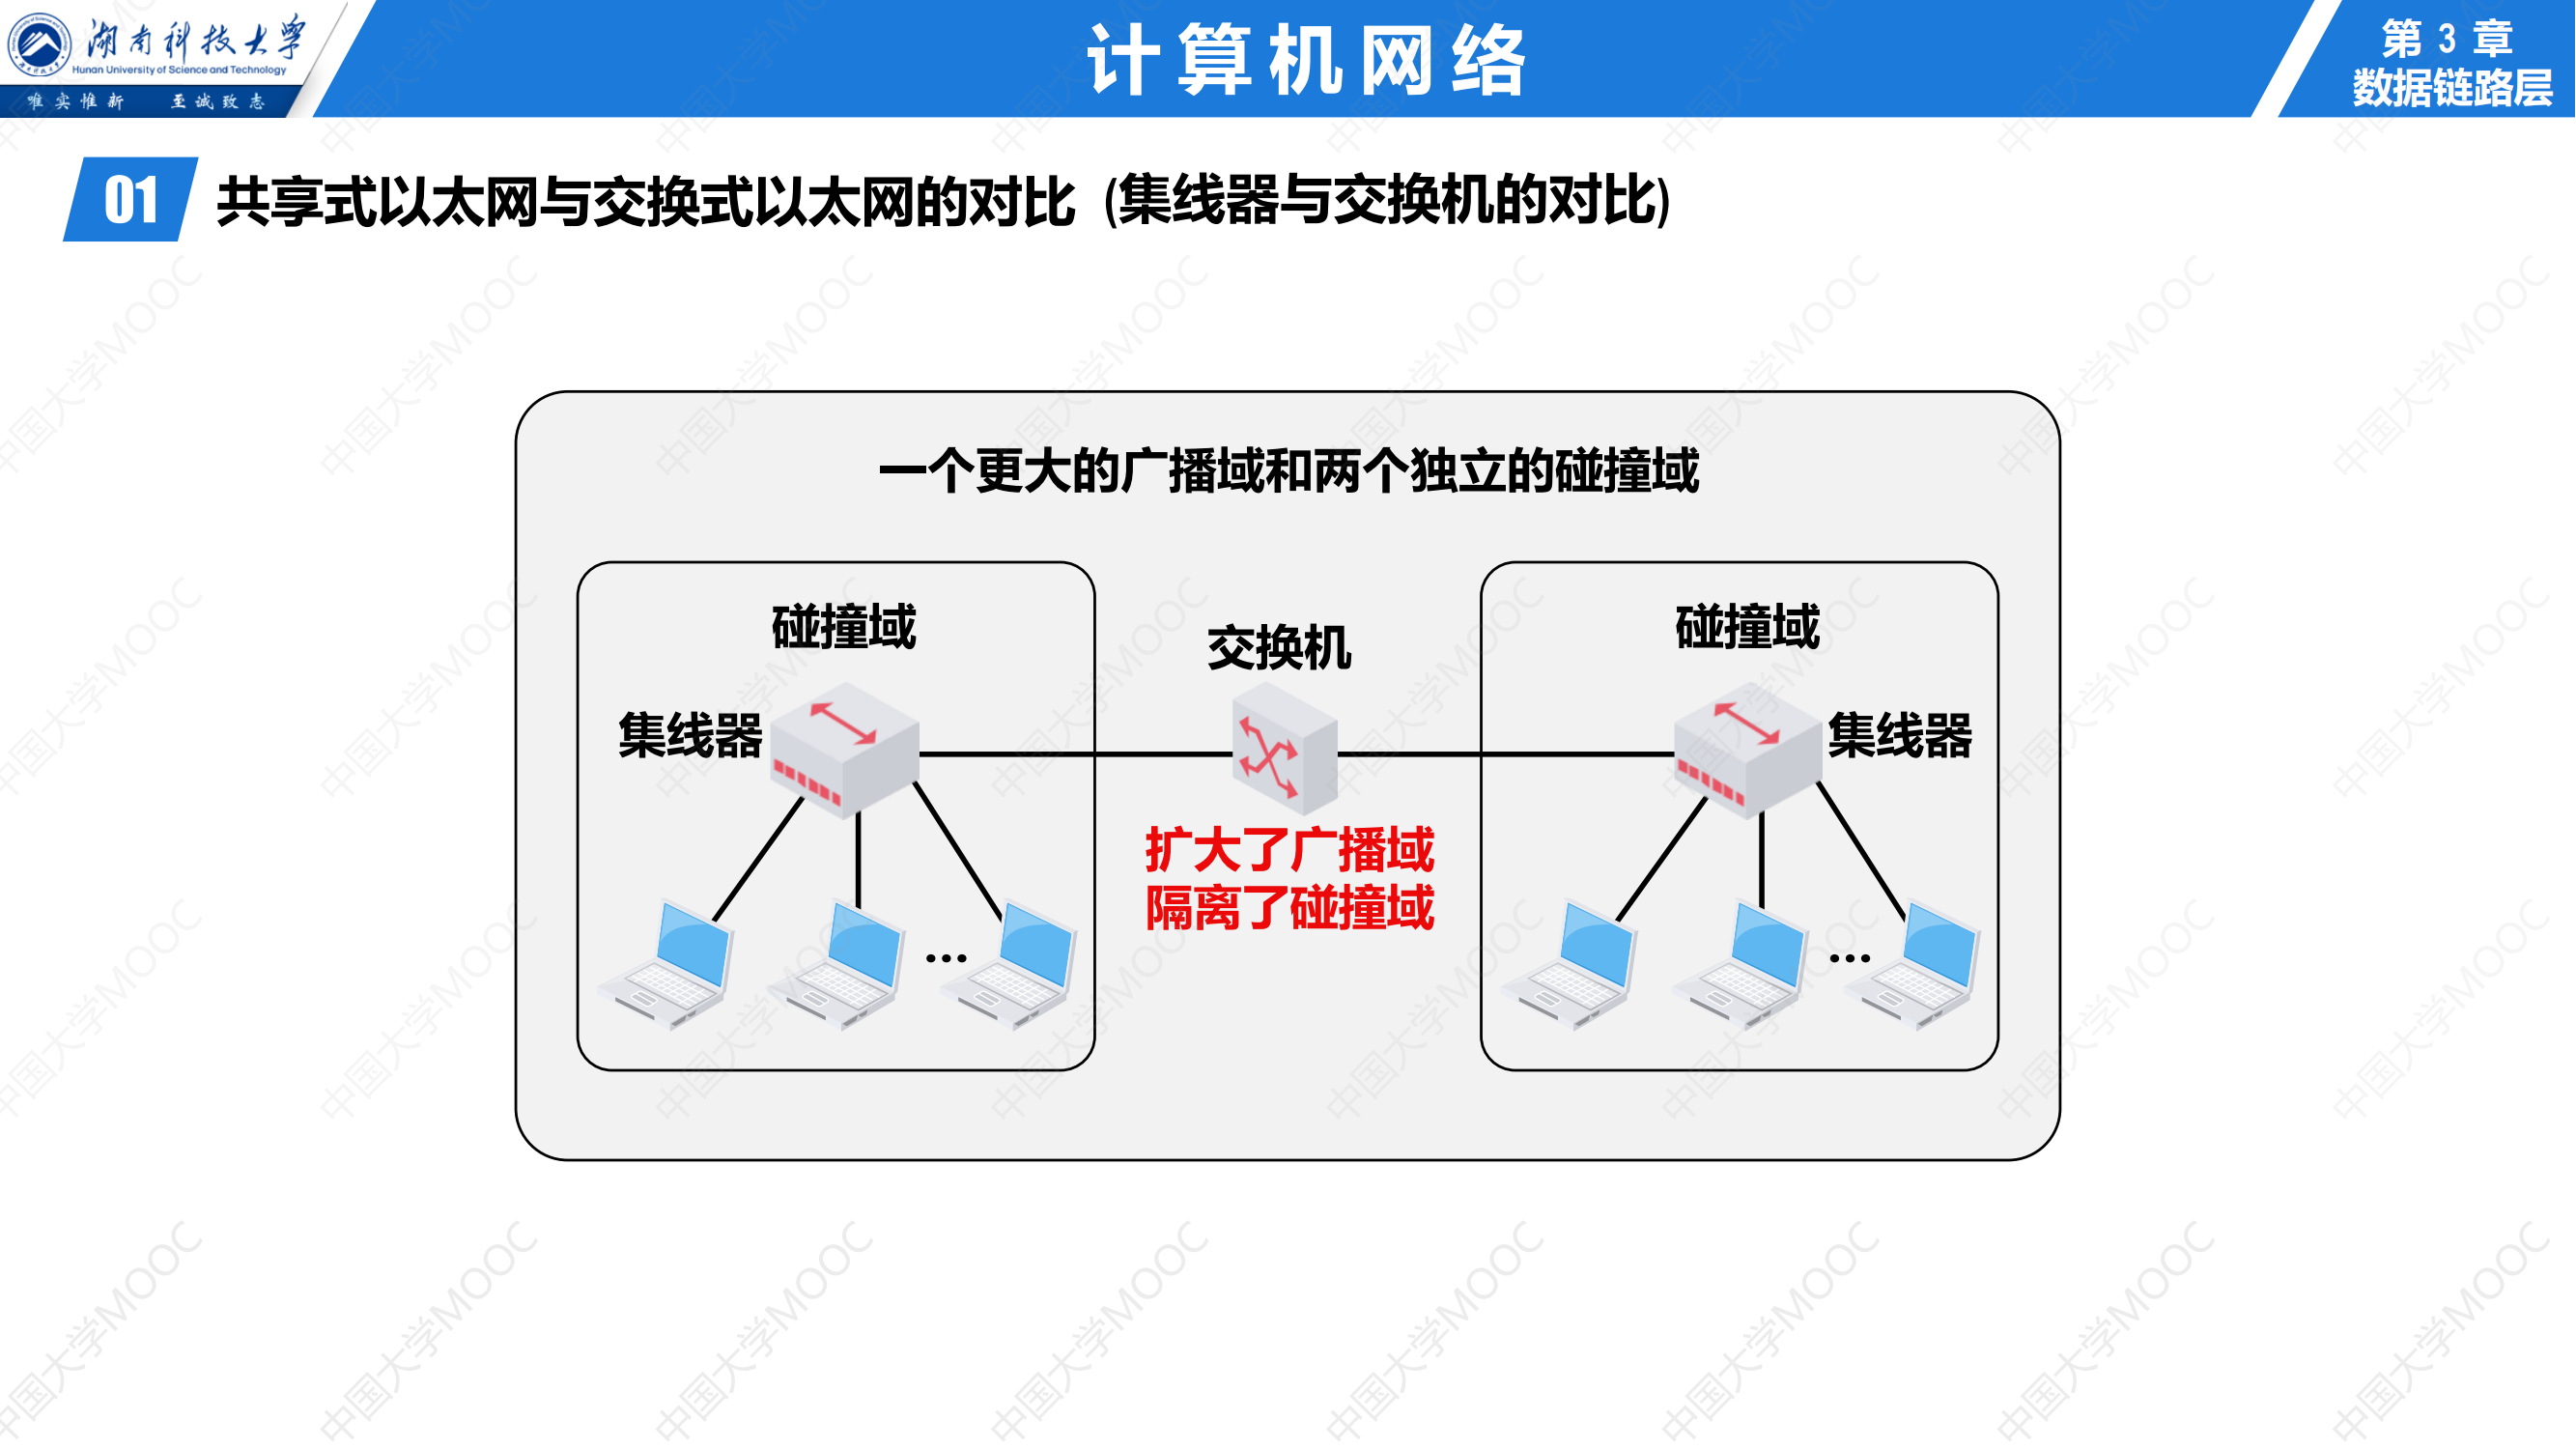 湖南科技大学
Hunan University of Science and Technology
唯实惟新 至诚致志
计算机网络
第 3 章
数据链路层
01
共享式以太网与交换式以太网的对比 (集线器与交换机的对比)
一个更大的广播域和两个独立的碰撞域
碰撞域
交换机
碰撞域
集线器
集线器
扩大了广播域
隔离了碰撞域
...
...
中国大学MOOC